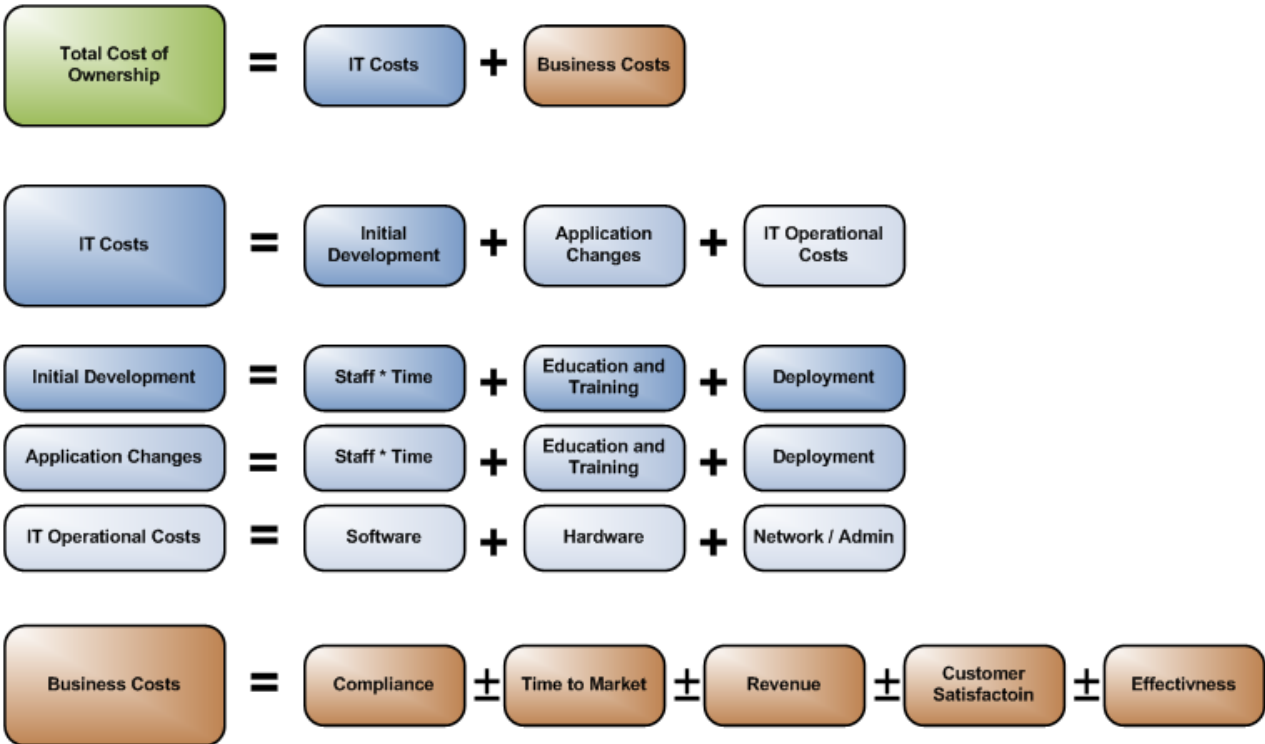 Total Cost of
Ownership
=
IT Costs
+
Business Costs
IT Costs
=
Initial
Development
+
Application
Changes
+
IT Operational
Costs
Initial Development
=
Staff * Time
+
Education and
Training
+
Deployment
Application Changes
=
Staff * Time
+
Education and
Training
+
Deployment
IT Operational Costs
=
Software
+
Hardware
+
Network / Admin
Business Costs
=
Compliance
±
Time to Market
±
Revenue
±
Customer
Satisfactoin
±
Effectivness